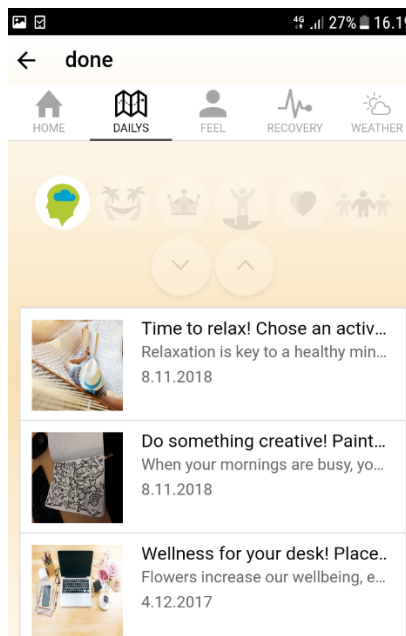 4G 27% 16.19
done
HOME DAILYS FEEL RECOVERY WEATHER
Time to relax! Chose an activ...
Relaxation is key to a healthy min...
8.11.2018
Do something creative! Paint...
When your mornings are busy, yo...
8.11.2018
Wellness for your desk! Place..
Flowers increase our wellbeing, e...
4.12.2017